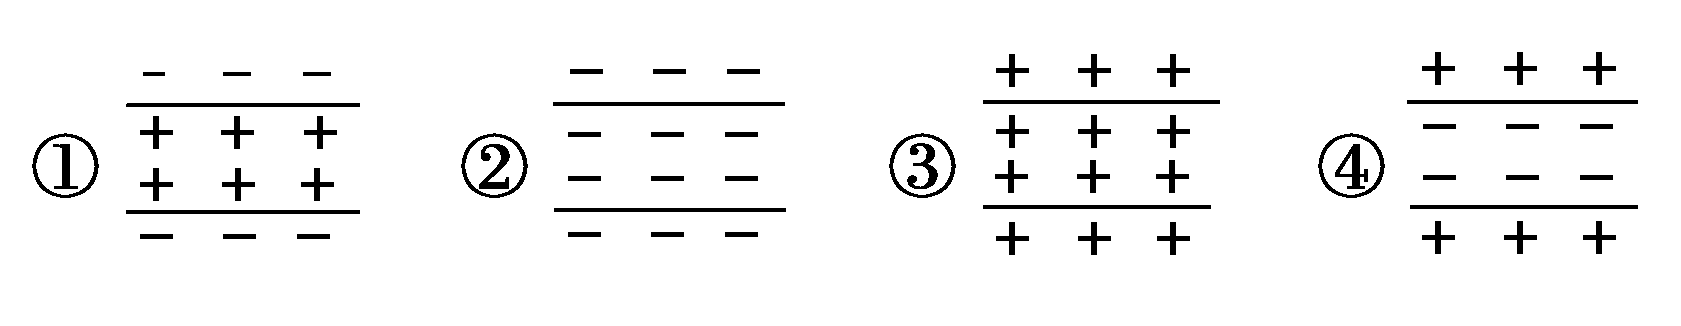 − − − − − − + + + + + +
① + + + ② − − − ③ + + + ④ − − −
+ + + − − − + + + − − −
− − − − − − + + + + + +